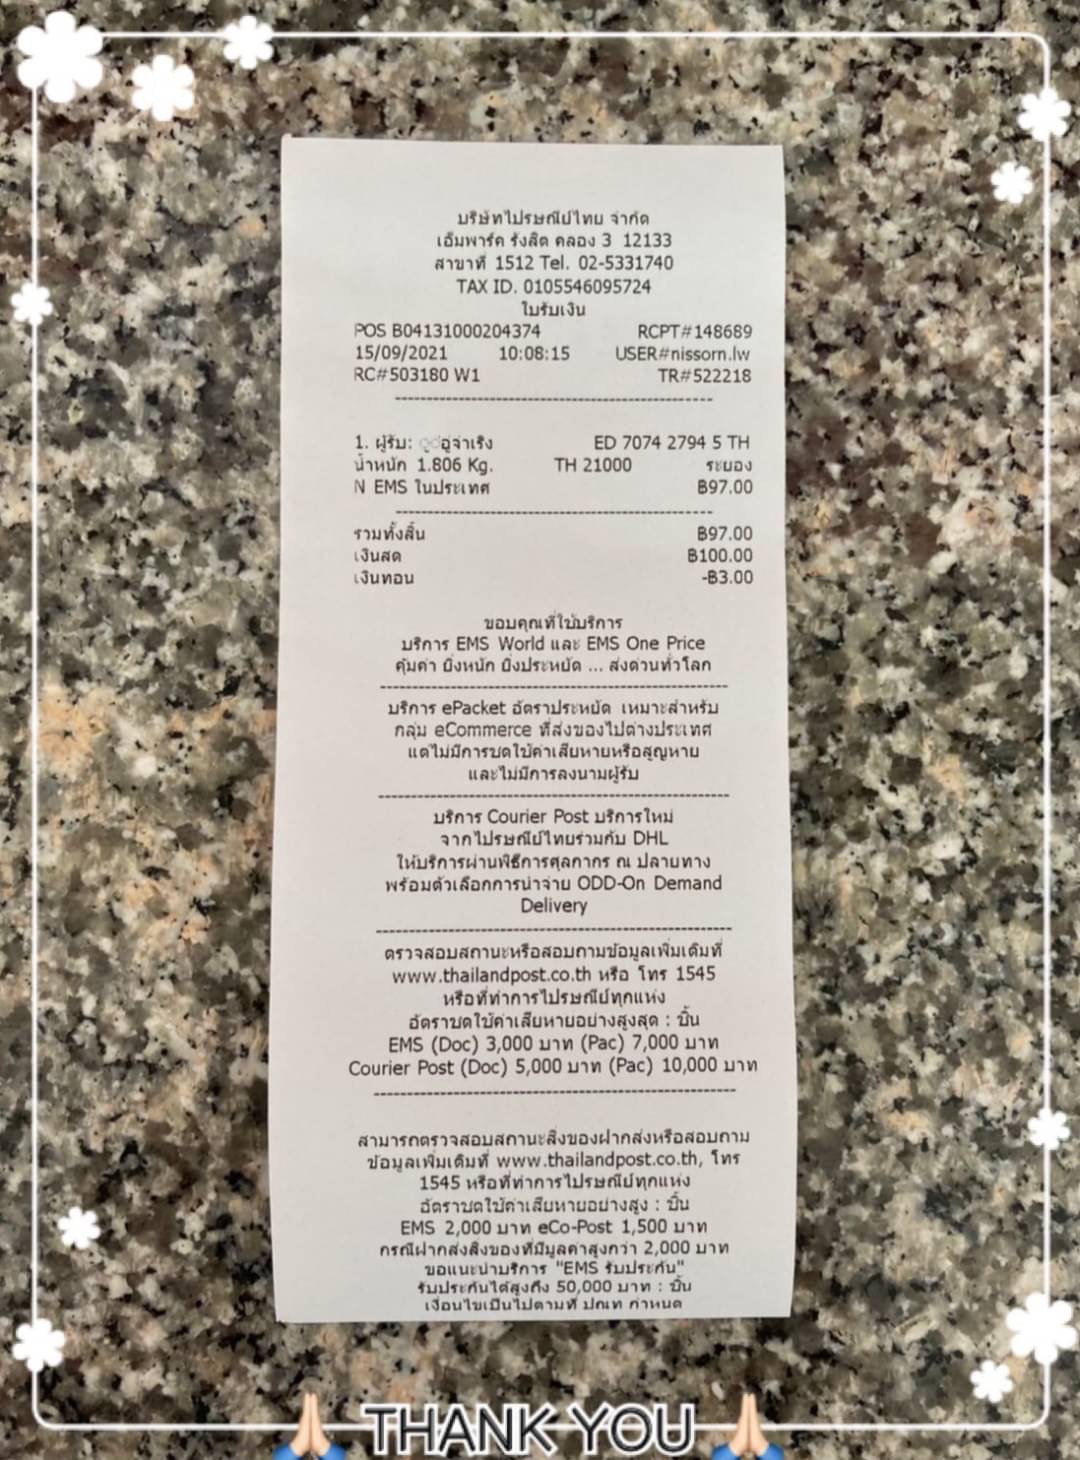 บริษัทไปรษณีย์ไทย จำกัด
เอ็มพาร์ค รังสิต คลอง 3 12133
สาขาที่ 1512 Tel. 02-5331740
TAX ID. 0105546095724
ใบรับเงิน
POS B04131000204374 RCPT#148689
15/09/2021 10:08:15 USER#nissorn.lw
RC#503180 W1 TR#522218
1. ผู้รับ: ED 7074 2794 5 TH
น้ำหนัก 1.806 Kg. TH 21000 ระยอง
N EMS ในประเทศ ฿97.00
รวมทั้งสิ้น ฿97.00
เงินสด ฿100.00
เงินทอน -฿3.00
ขอบคุณที่ใช้บริการ
บริการ EMS World และ EMS One Price
คุ้มค่า ยิ่งหนัก ยิ่งประหยัด ... ส่งด่วนทั่วโลก
บริการ ePacket อัตราประหยัด เหมาะสำหรับ
กลุ่ม eCommerce ที่ส่งของไปต่างประเทศ
แต่ไม่มีการชดใช้ค่าเสียหายหรือสูญหาย
และไม่มีการลงนามผู้รับ
บริการ Courier Post บริการใหม่
จากไปรษณีย์ไทยร่วมกับ DHL
ให้บริการผ่านพิธีการศุลกากร ณ ปลายทาง
พร้อมตัวเลือกการนำจ่าย ODD-On Demand
Delivery
ตรวจสอบสถานะหรือสอบถามข้อมูลเพิ่มเติมที่
www.thailandpost.co.th หรือ โทร 1545
หรือที่ทำการไปรษณีย์ทุกแห่ง
อัตราชดใช้ค่าเสียหายอย่างสูงสุด : ชิ้น
EMS (Doc) 3,000 บาท (Pac) 7,000 บาท
Courier Post (Doc) 5,000 บาท (Pac) 10,000 บาท
สามารถตรวจสอบสถานะสิ่งของฝากส่งหรือสอบถาม
ข้อมูลเพิ่มเติมที่ www.thailandpost.co.th, โทร
1545 หรือที่ทำการไปรษณีย์ทุกแห่ง
อัตราชดใช้ค่าเสียหายอย่างสูง : ชิ้น
EMS 2,000 บาท eCo-Post 1,500 บาท
กรณีฝากส่งสิ่งของที่มีมูลค่าสูงกว่า 2,000 บาท
ขอแนะนำบริการ "EMS รับประกัน"
รับประกันได้สูงถึง 50,000 บาท : ชิ้น
เงื่อนไขเป็นไปตามที่ ปณท กำหนด
THANK YOU